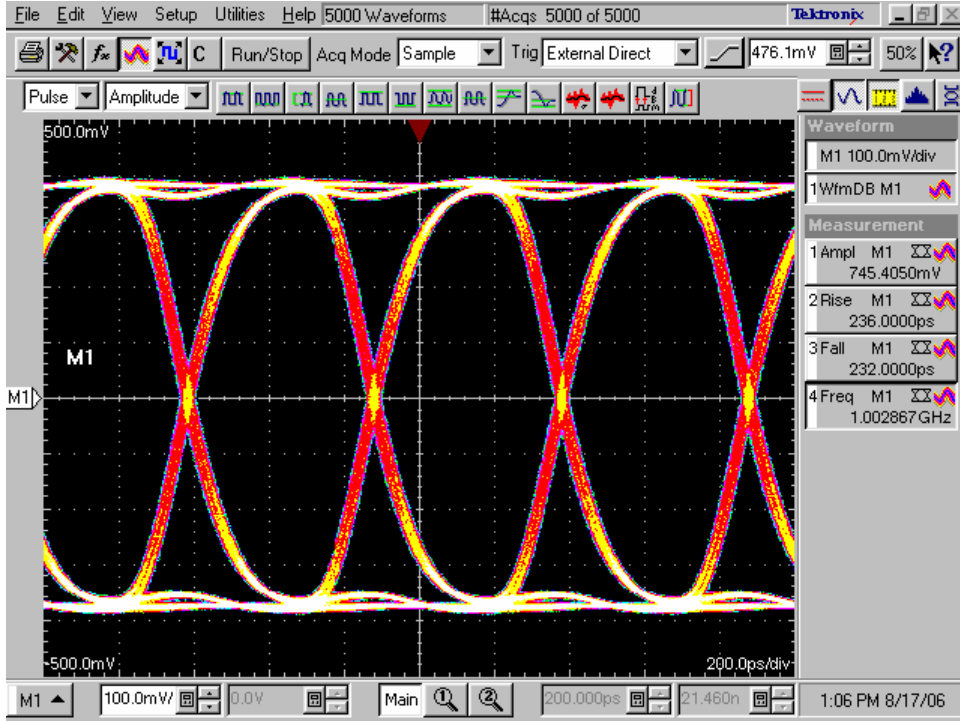 File Edit View Setup Utilities Help 5000 Waveforms #Acqs 5000 of 5000 Tektronix
fx C Run/Stop Acq Mode Sample Trig External Direct 476.1mV 50%
Pulse Amplitude
500.0mV
Waveform
M1 100.0mV/div
1 WfmDB M1
Measurement
1 Ampl M1
745.4050mV
2 Rise M1
236.0000ps
3 Fall M1
232.0000ps
4 Freq M1
1.002867GHz
M1
M1
-500.0mV
200.0ps/div
M1 100.0mV/ 0.0V Main 1 2 200.000ps 21.460n 1:06 PM 8/17/06